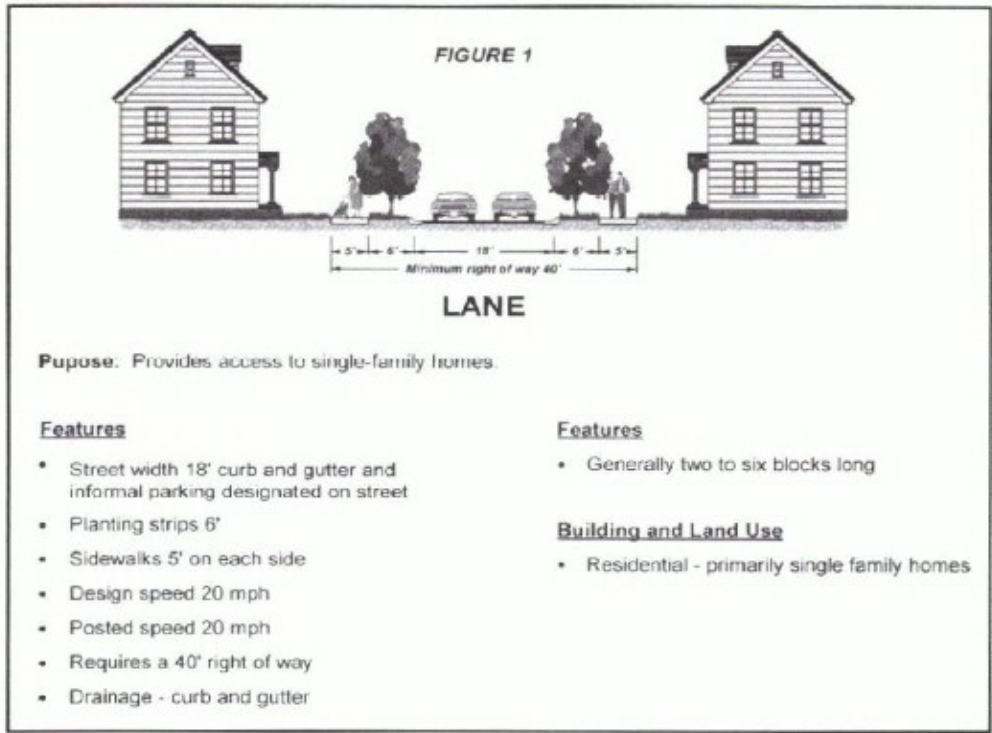 FIGURE 1
5' 6' 18' 6' 5'
Minimum right of way 40'
LANE
Pupose: Provides access to single-family homes.
Features
• Street width 18' curb and gutter and
informal parking designated on street
• Planting strips 6'
• Sidewalks 5' on each side
• Design speed 20 mph
• Posted speed 20 mph
• Requires a 40' right of way
• Drainage - curb and gutter
Features
• Generally two to six blocks long
Building and Land Use
• Residential - primarily single family homes